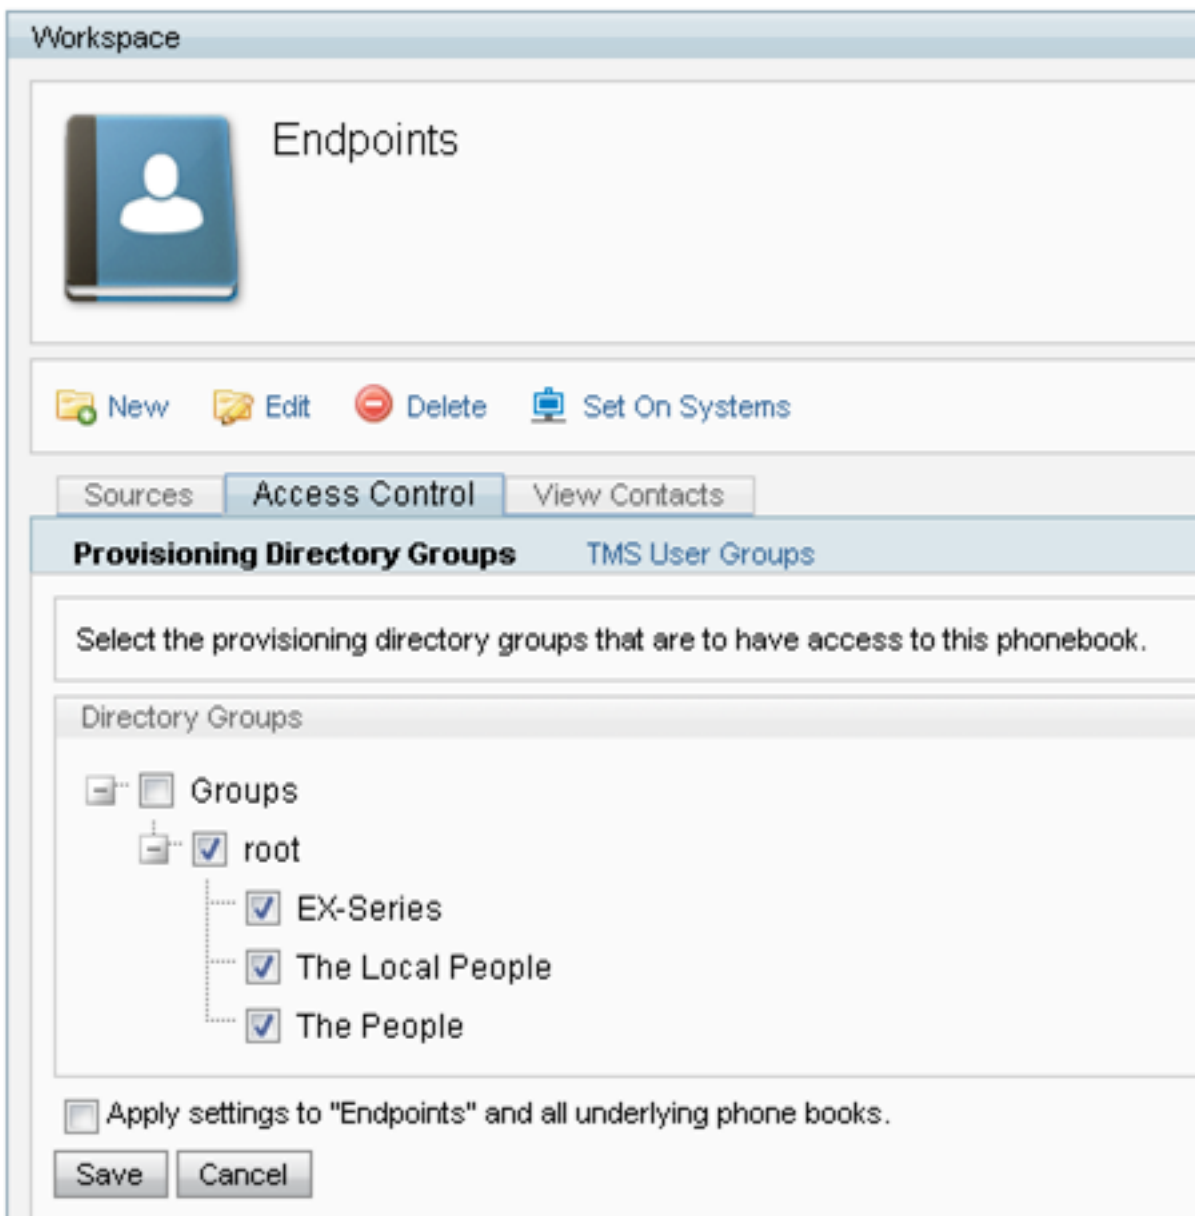 Workspace
Endpoints
New Edit Delete Set On Systems
Sources Access Control View Contacts
Provisioning Directory Groups TMS User Groups
Select the provisioning directory groups that are to have access to this phonebook.
Directory Groups
Groups
root
EX-Series
The Local People
The People
Apply settings to "Endpoints" and all underlying phone books.
Save Cancel